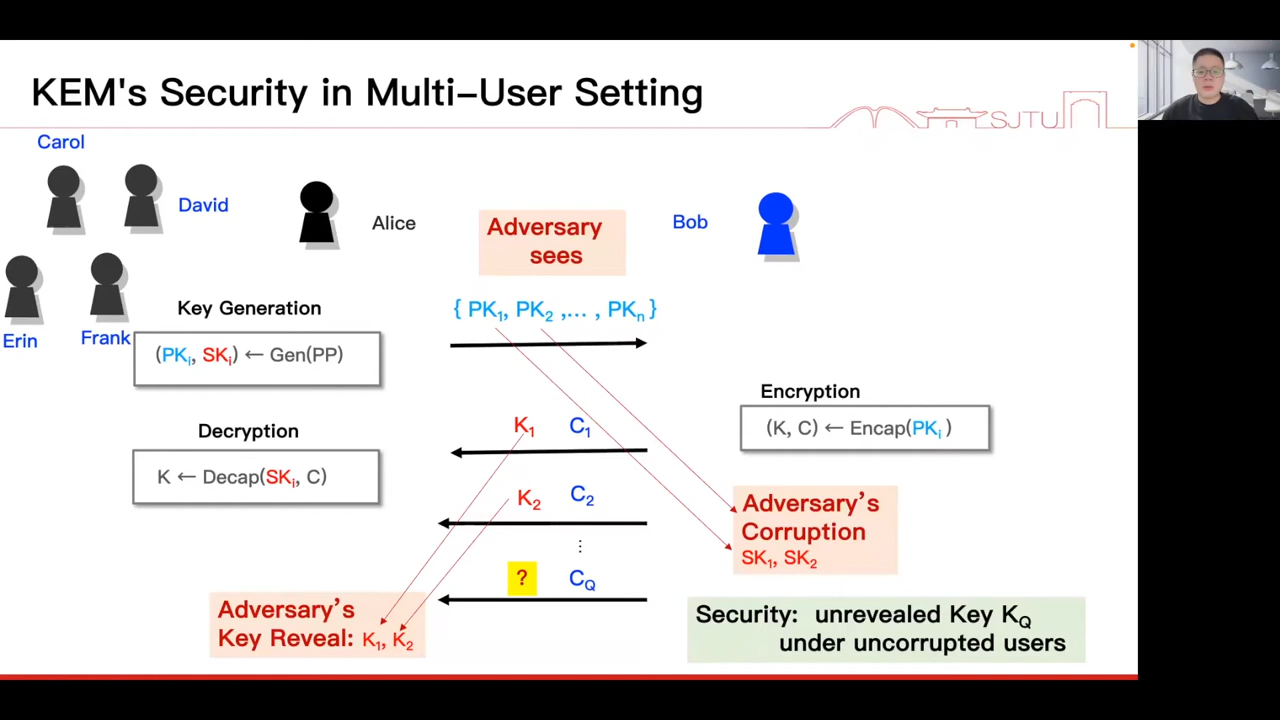 KEM's Security in Multi-User Setting
SJTU
Carol
David
Alice
Adversary
sees
Bob
Erin
Frank
Key Generation
(PKᵢ, SKᵢ) ← Gen(PP)
{ PK₁, PK₂ ,... , PKₙ }
Encryption
(K, C) ← Encap(PKᵢ )
Decryption
K ← Decap(SKᵢ, C)
K₁ C₁
K₂ C₂
⋮
? C_Q
Adversary's
Corruption
SK₁, SK₂
Adversary's
Key Reveal: K₁, K₂
Security: unrevealed Key K_Q
under uncorrupted users